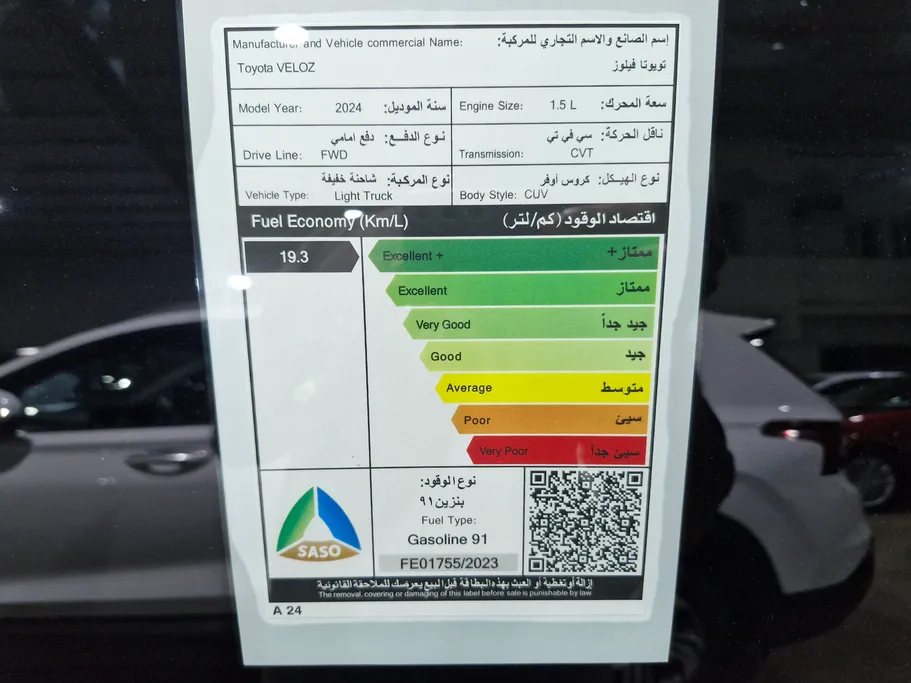 Manufacturer and Vehicle commercial Name: إسم الصانع والاسم التجاري للمركبة:
Toyota VELOZ تويوتا فيلوز
Model Year: 2024 سنة الموديل:
Engine Size: 1.5 L سعة المحرك:
نوع الدفع: دفع امامي
Drive Line: FWD
ناقل الحركة: سي في تي
Transmission: CVT
نوع المركبة: شاحنة خفيفة
Vehicle Type: Light Truck
نوع الهيكل: كروس أوفر
Body Style: CUV
Fuel Economy (Km/L) اقتصاد الوقود (كم/لتر)
19.3
Excellent + ممتاز +
Excellent ممتاز
Very Good جيد جداً
Good جيد
Average متوسط
Poor سيئ
Very Poor سيئ جداً
SASO
نوع الوقود:
بنزين ٩١
Fuel Type:
Gasoline 91
FE01755/2023
إزالة أو تغطية أو العبث بهذه البطاقة قبل البيع يعرضك للملاحقة القانونية
The removal, covering or damaging of this label before sale is punishable by law
A 24